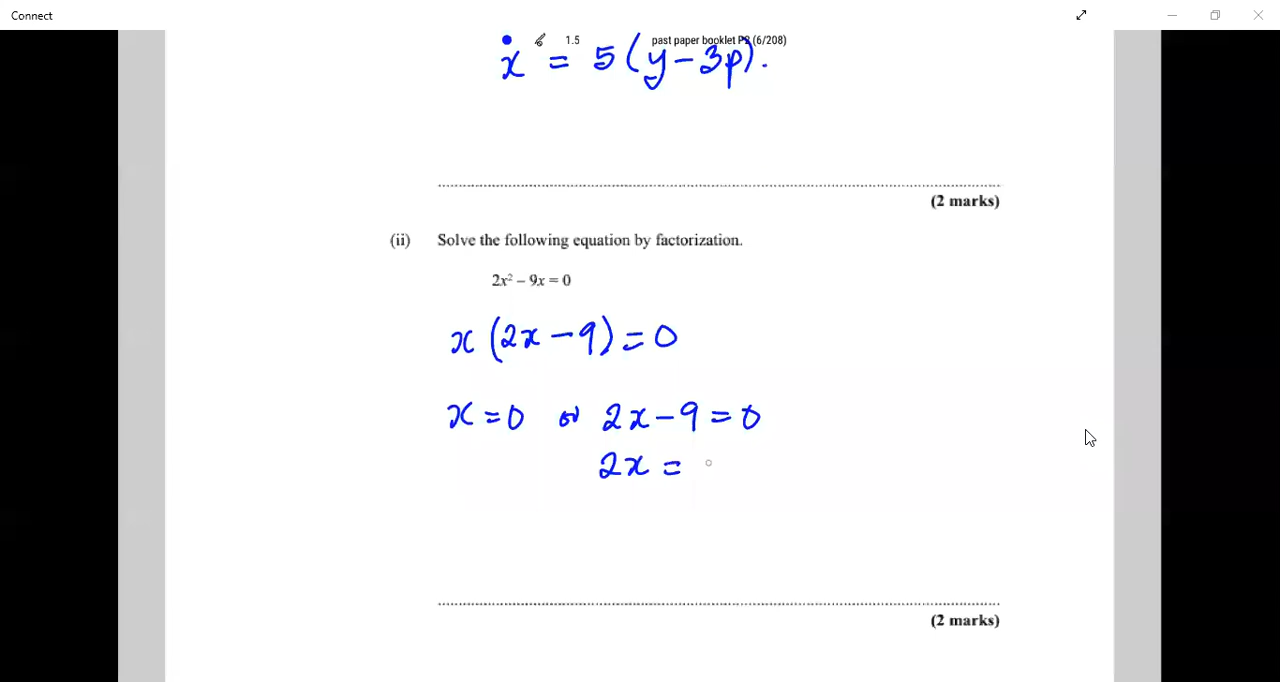 Connect
1.5 past paper booklet P2 (6/208)
x = 5(y-3p).
(2 marks)
(ii) Solve the following equation by factorization.
2x² – 9x = 0
x (2x - 9) = 0
x = 0 or 2x - 9 = 0
2x =
(2 marks)